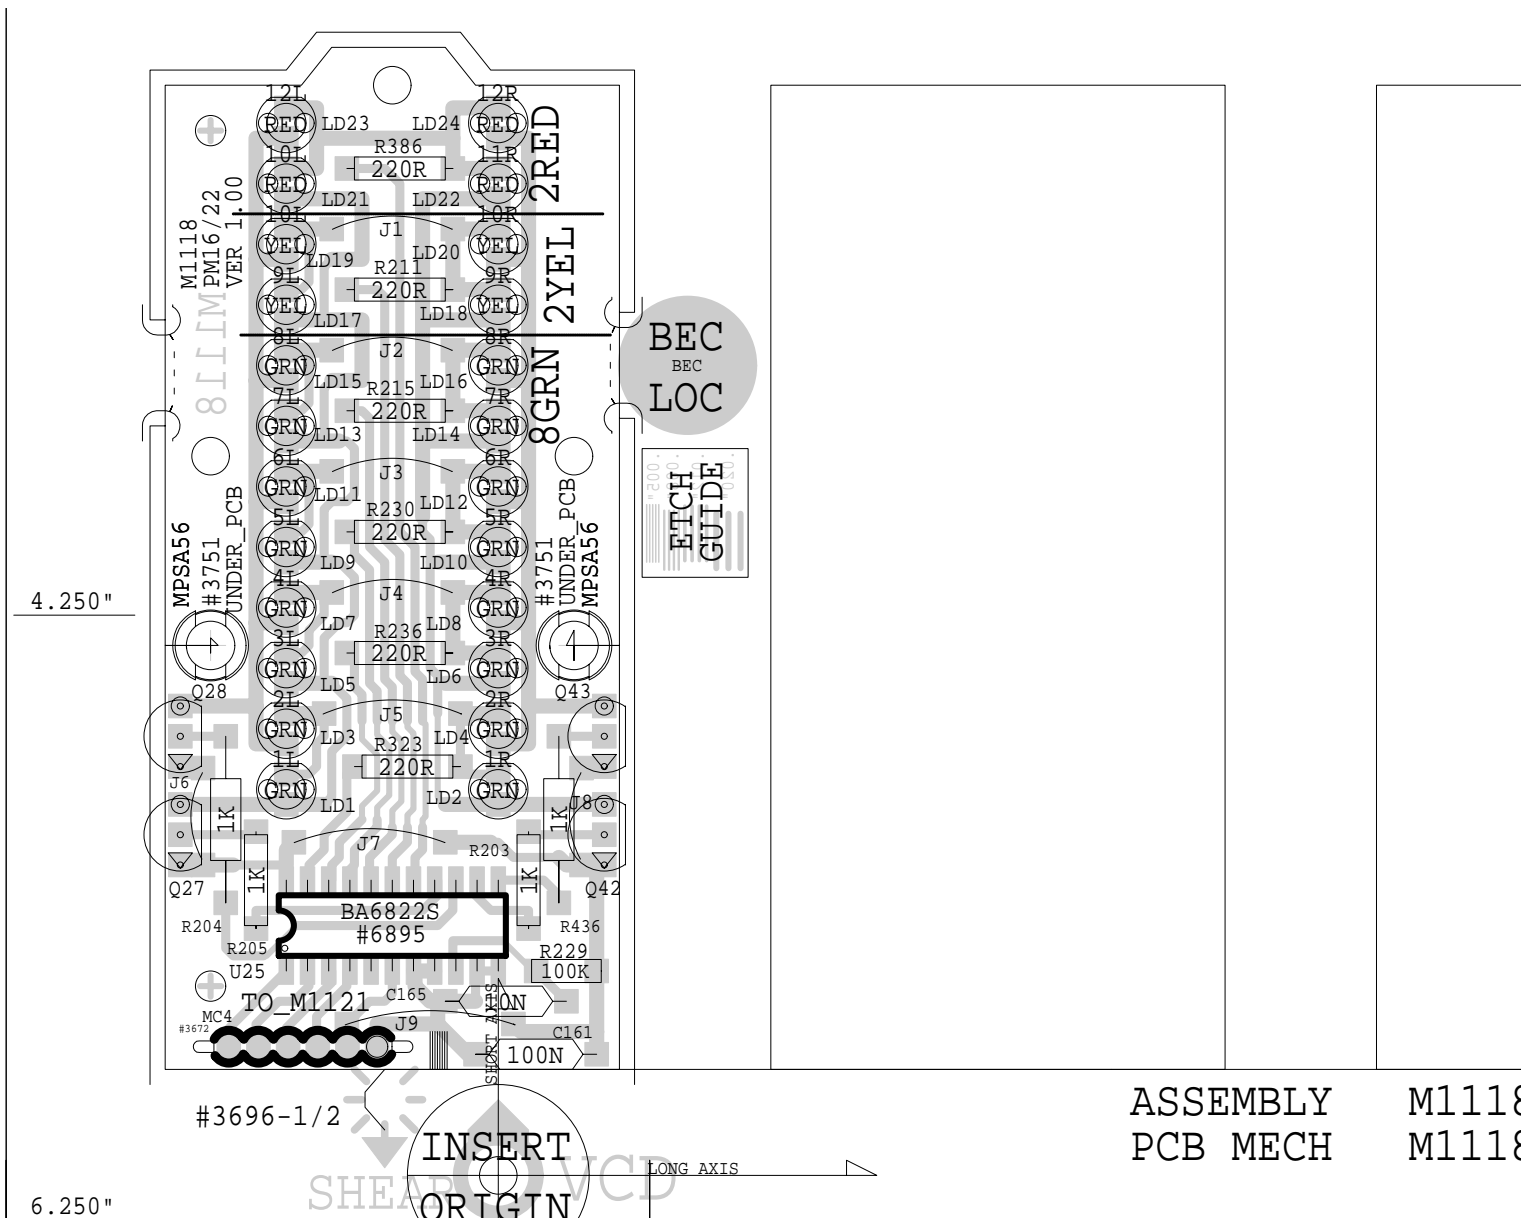 12L
12R
RED LD23 LD24 RED
R386
220R
10L
11R
RED LD21 LD22 RED
2RED
M1118
PM16/22
VER 1.00
M1118
10L
10R
J1
YEL LD19 LD20 YEL
R211
220R
9L
9R
YEL LD17 LD18 YEL
2YEL
8L
8R
J2
GRN LD15 LD16 GRN
R215
220R
7L
7R
GRN LD13 LD14 GRN
8GRN
BEC
BEC
LOC
6L
6R
J3
GRN LD11 LD12 GRN
R230
220R
ETCH
GUIDE
.005"
.020"
5L
5R
GRN LD9 LD10 GRN
MPSA56
#3751
UNDER_PCB
#3751
UNDER_PCB
MPSA56
4.250"
4L
4R
J4
GRN LD7 LD8 GRN
R236
220R
3L
3R
GRN LD5 LD6 GRN
Q28
Q43
2L
2R
J5
GRN LD3 LD4 GRN
R323
220R
1L
1R
GRN LD1 LD2 GRN
J6
J8
1K
1K
J7
R203
1K
1K
Q27
Q42
BA6822S
#6895
R204
R436
R205
U25
R229
100K
TO_M1121
C165
10N
MC4
#3672
J9
C161
100N
SHORT AXIS
#3696-1/2
ASSEMBLY M1118
PCB MECH M1118
INSERT
ORIGIN
SHEAR
VCD
LONG AXIS
6.250"